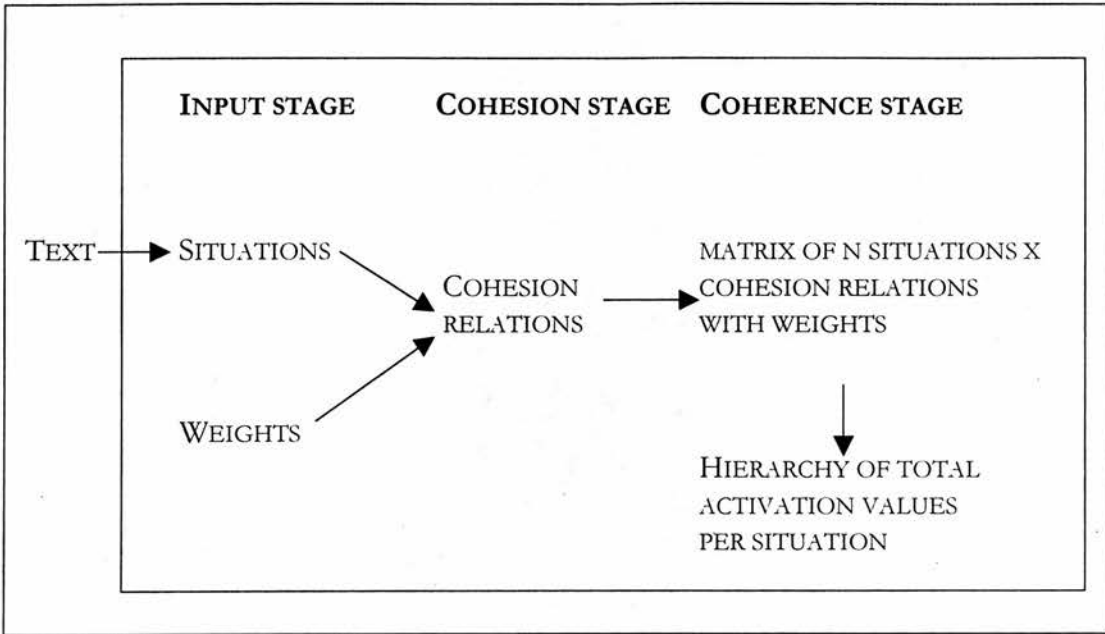 INPUT STAGE
COHESION STAGE
COHERENCE STAGE
TEXT
SITUATIONS
COHESION
RELATIONS
WEIGHTS
MATRIX OF N SITUATIONS X
COHESION RELATIONS
WITH WEIGHTS
HIERARCHY OF TOTAL
ACTIVATION VALUES
PER SITUATION